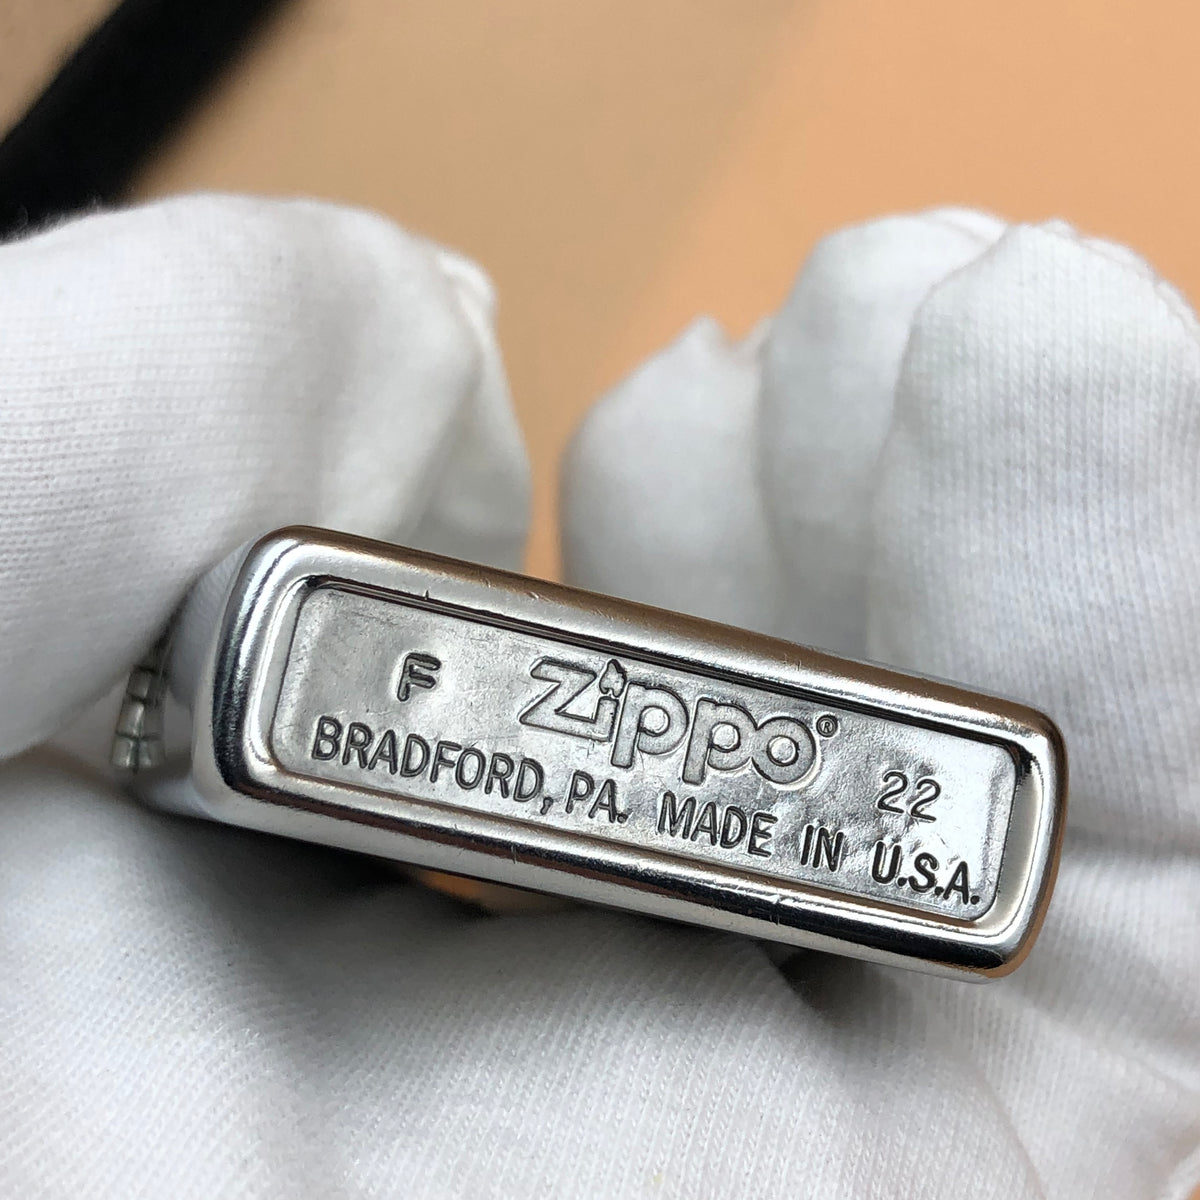 F Zippo® 22
BRADFORD, PA. MADE IN U.S.A.